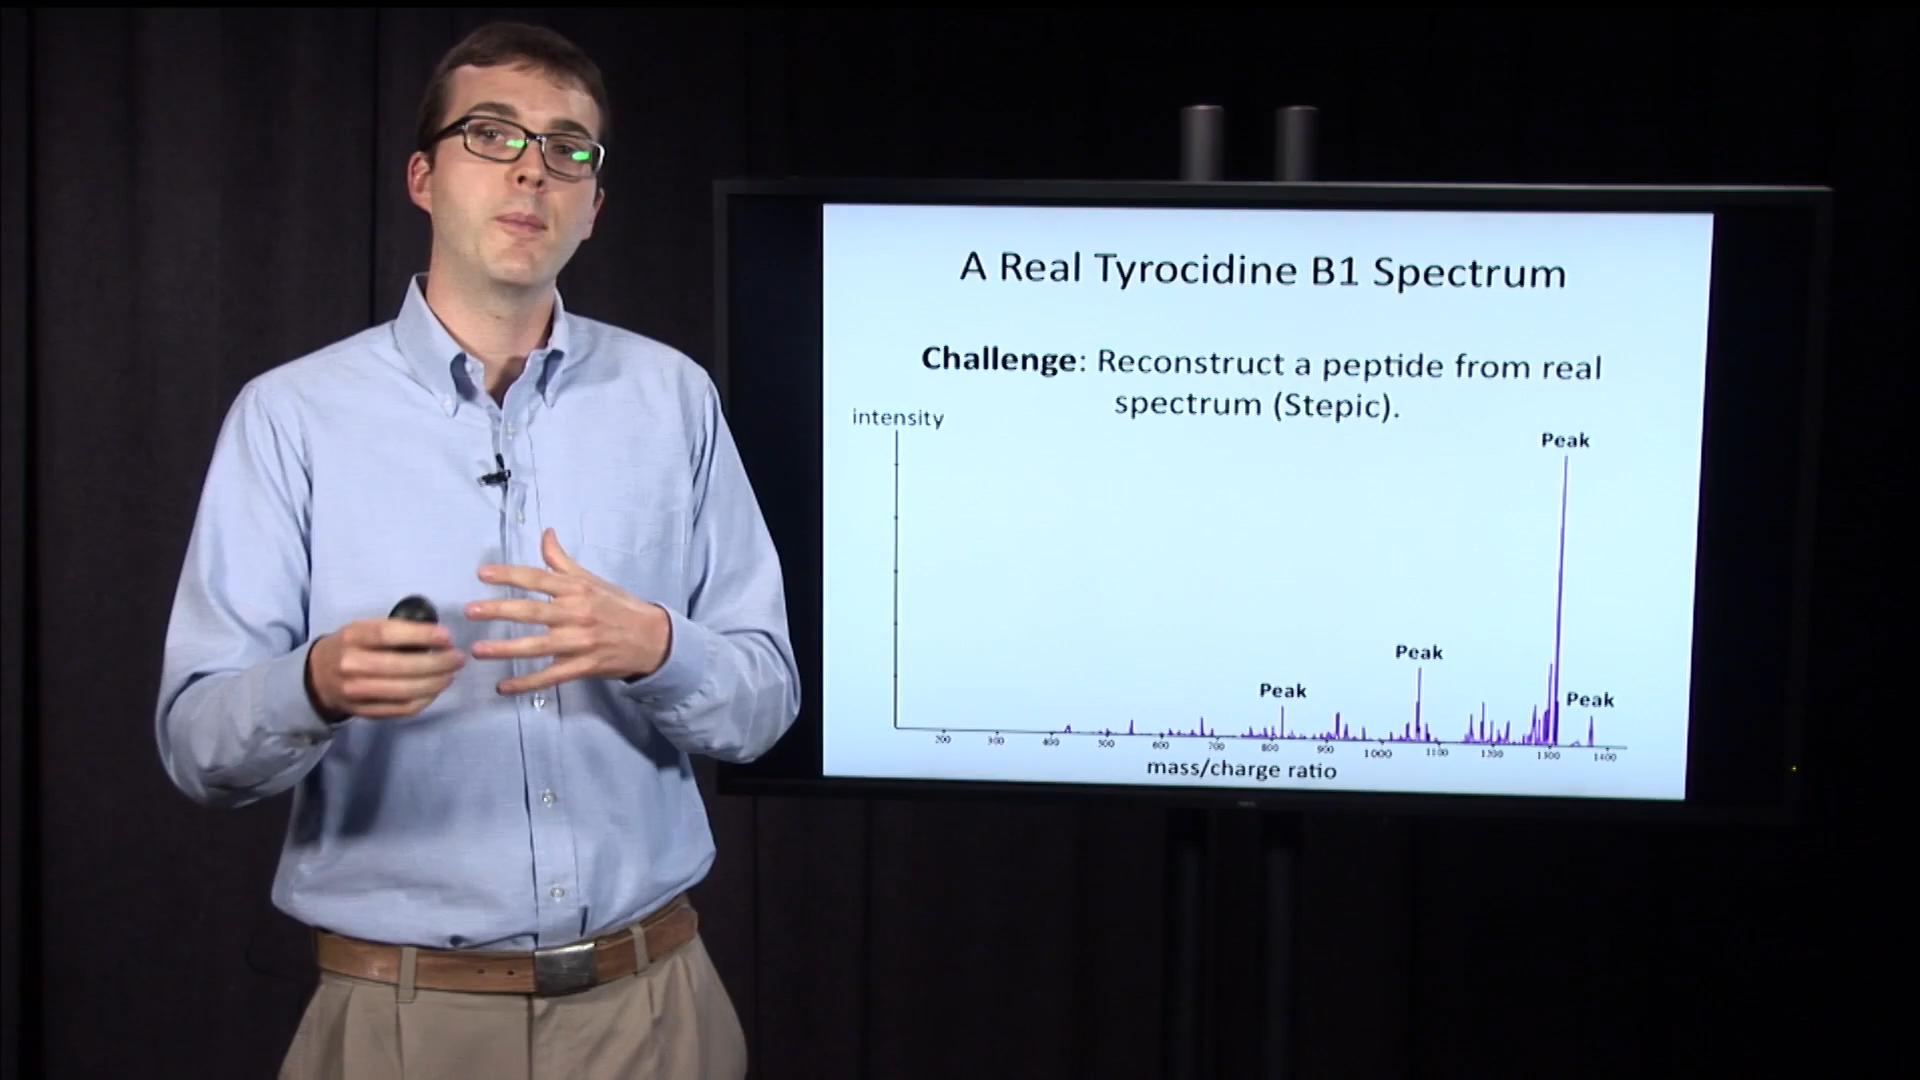 A Real Tyrocidine B1 Spectrum
Challenge: Reconstruct a peptide from real
spectrum (Stepic).
intensity
Peak
Peak
Peak
Peak
200 300 400 500 600 700 800 900 1000 1100 1200 1300 1400
mass/charge ratio